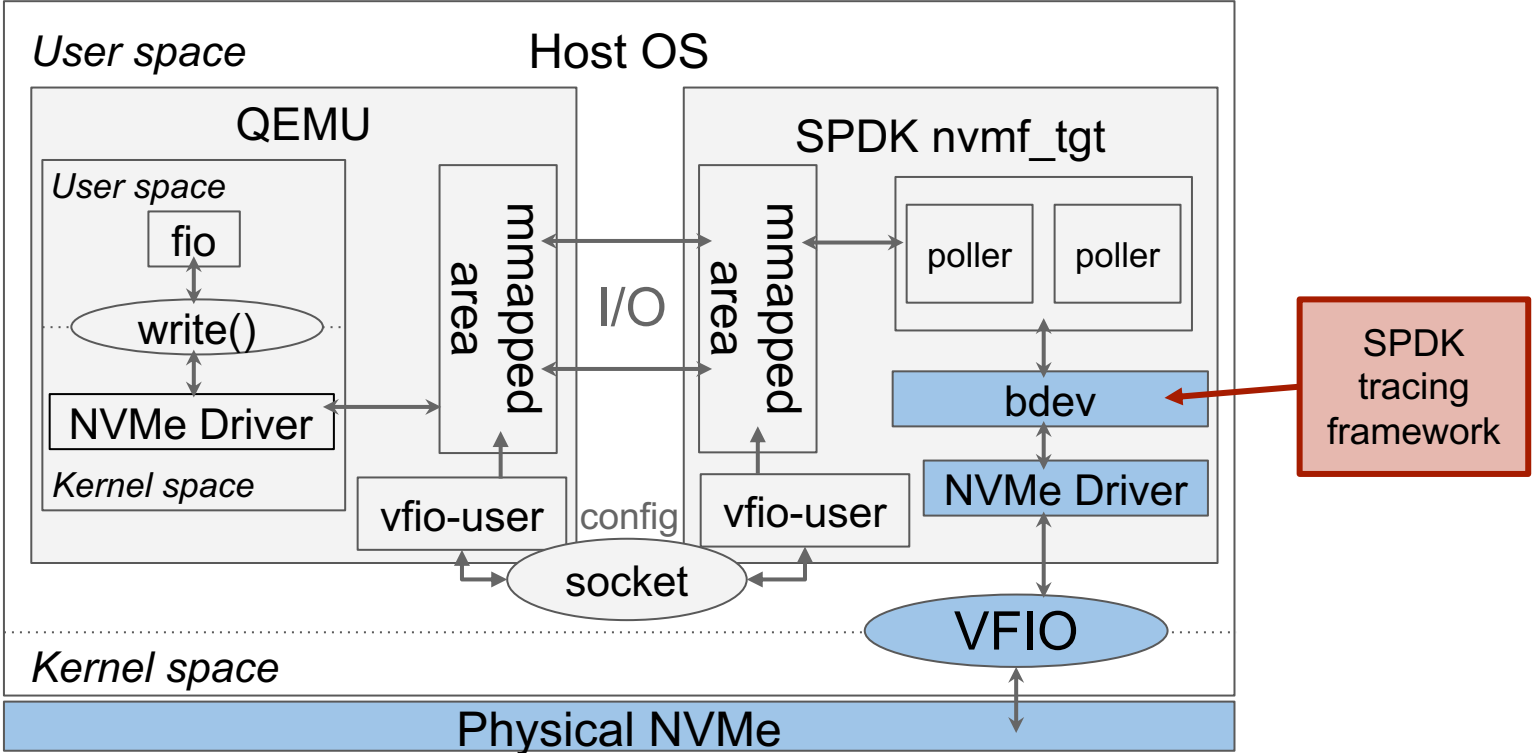 User space
Host OS
QEMU
User space
fio
write()
NVMe Driver
Kernel space
mmapped
area
vfio-user
I/O
config
socket
SPDK nvmf_tgt
mmapped
area
vfio-user
poller
poller
bdev
NVMe Driver
VFIO
SPDK
tracing
framework
Kernel space
Physical NVMe